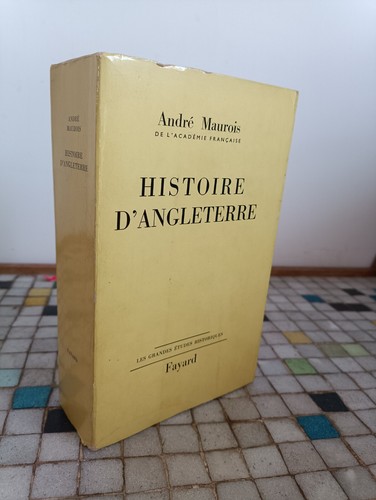 ANDRÉ
MAUROIS
HISTOIRE
D'ANGLETERRE
André Maurois
DE L'ACADÉMIE FRANÇAISE
HISTOIRE
D'ANGLETERRE
LES GRANDES ÉTUDES HISTORIQUES
Fayard